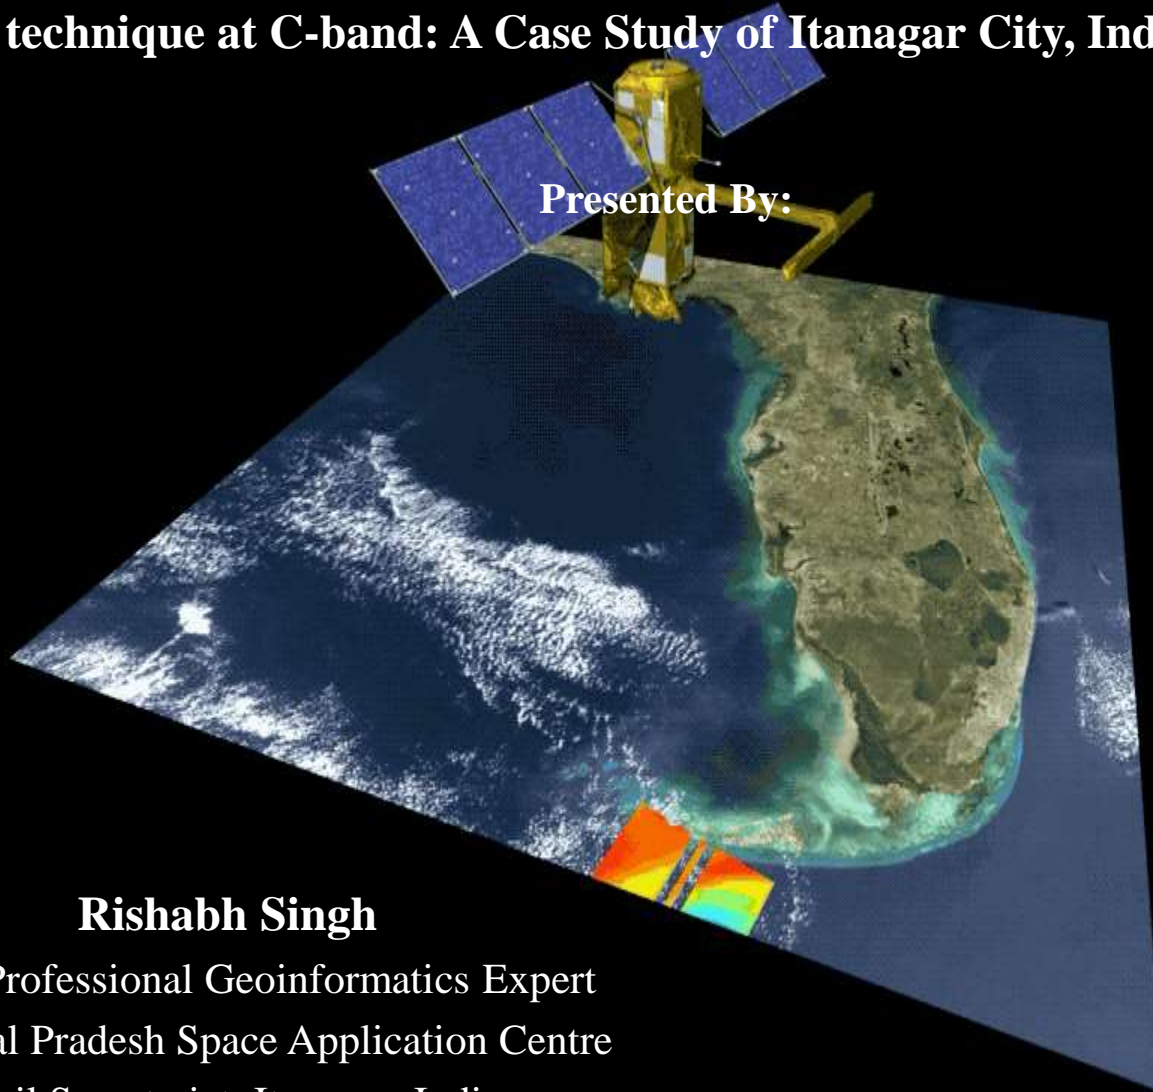 technique at C-band: A Case Study of Itanagar City, Ind
Presented By:
Rishabh Singh
Professional Geoinformatics Expert
al Pradesh Space Application Centre